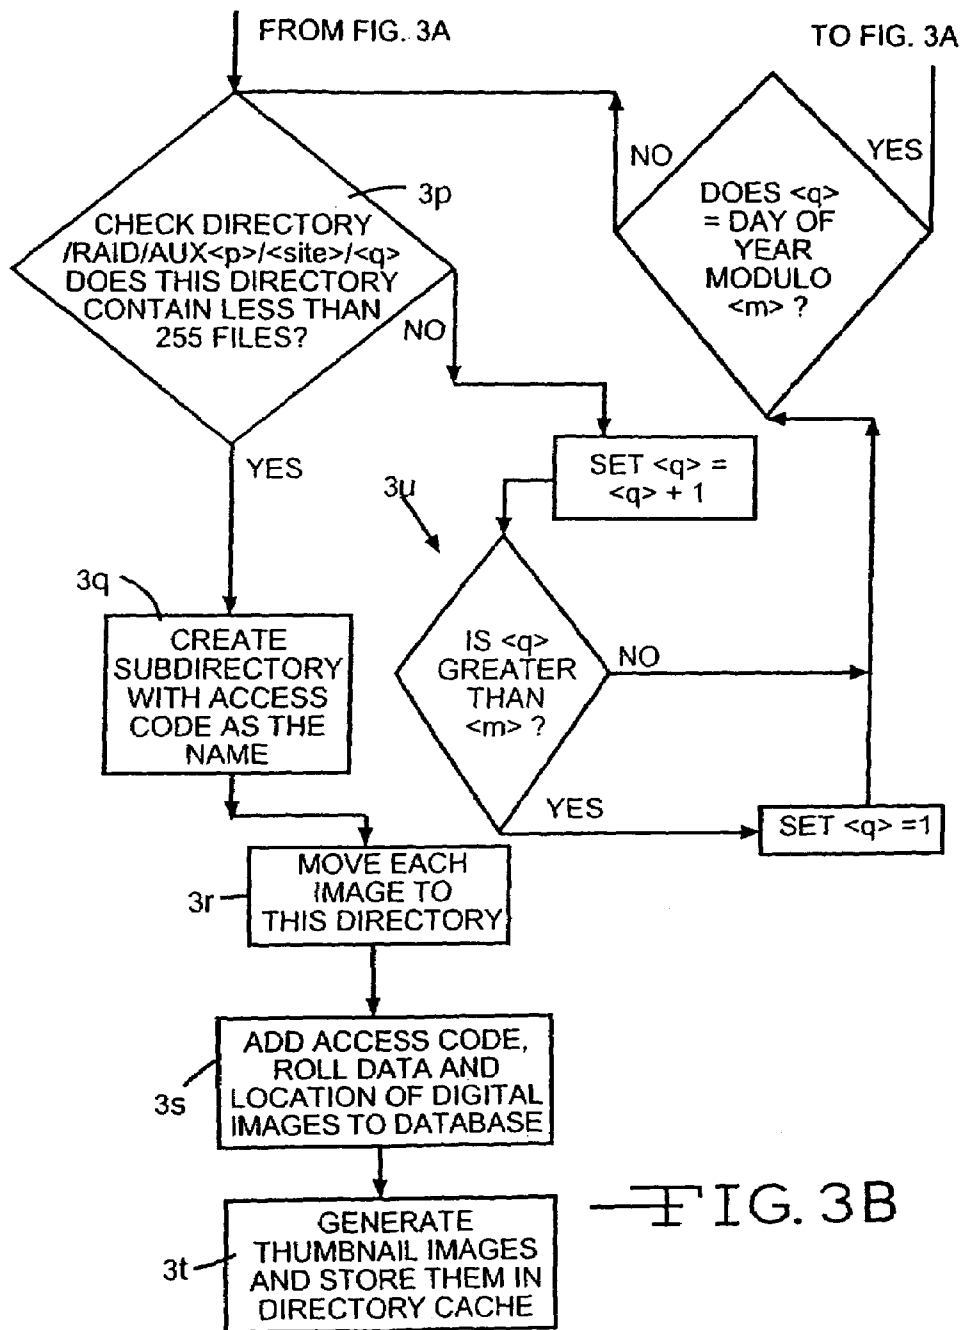 FROM FIG. 3A
TO FIG. 3A
3p
CHECK DIRECTORY
/RAID/AUX<p>/<site>/<q>
DOES THIS DIRECTORY
CONTAIN LESS THAN
255 FILES?
NO
YES
NO
YES
DOES <q>
= DAY OF
YEAR
MODULO
<m> ?
SET <q> =
<q> + 1
3u
IS <q>
GREATER
THAN
<m> ?
NO
YES
SET <q> =1
3q
CREATE
SUBDIRECTORY
WITH ACCESS
CODE AS THE
NAME
3r
MOVE EACH
IMAGE TO
THIS DIRECTORY
3s
ADD ACCESS CODE,
ROLL DATA AND
LOCATION OF DIGITAL
IMAGES TO DATABASE
3t
GENERATE
THUMBNAIL IMAGES
AND STORE THEM IN
DIRECTORY CACHE
FIG. 3B